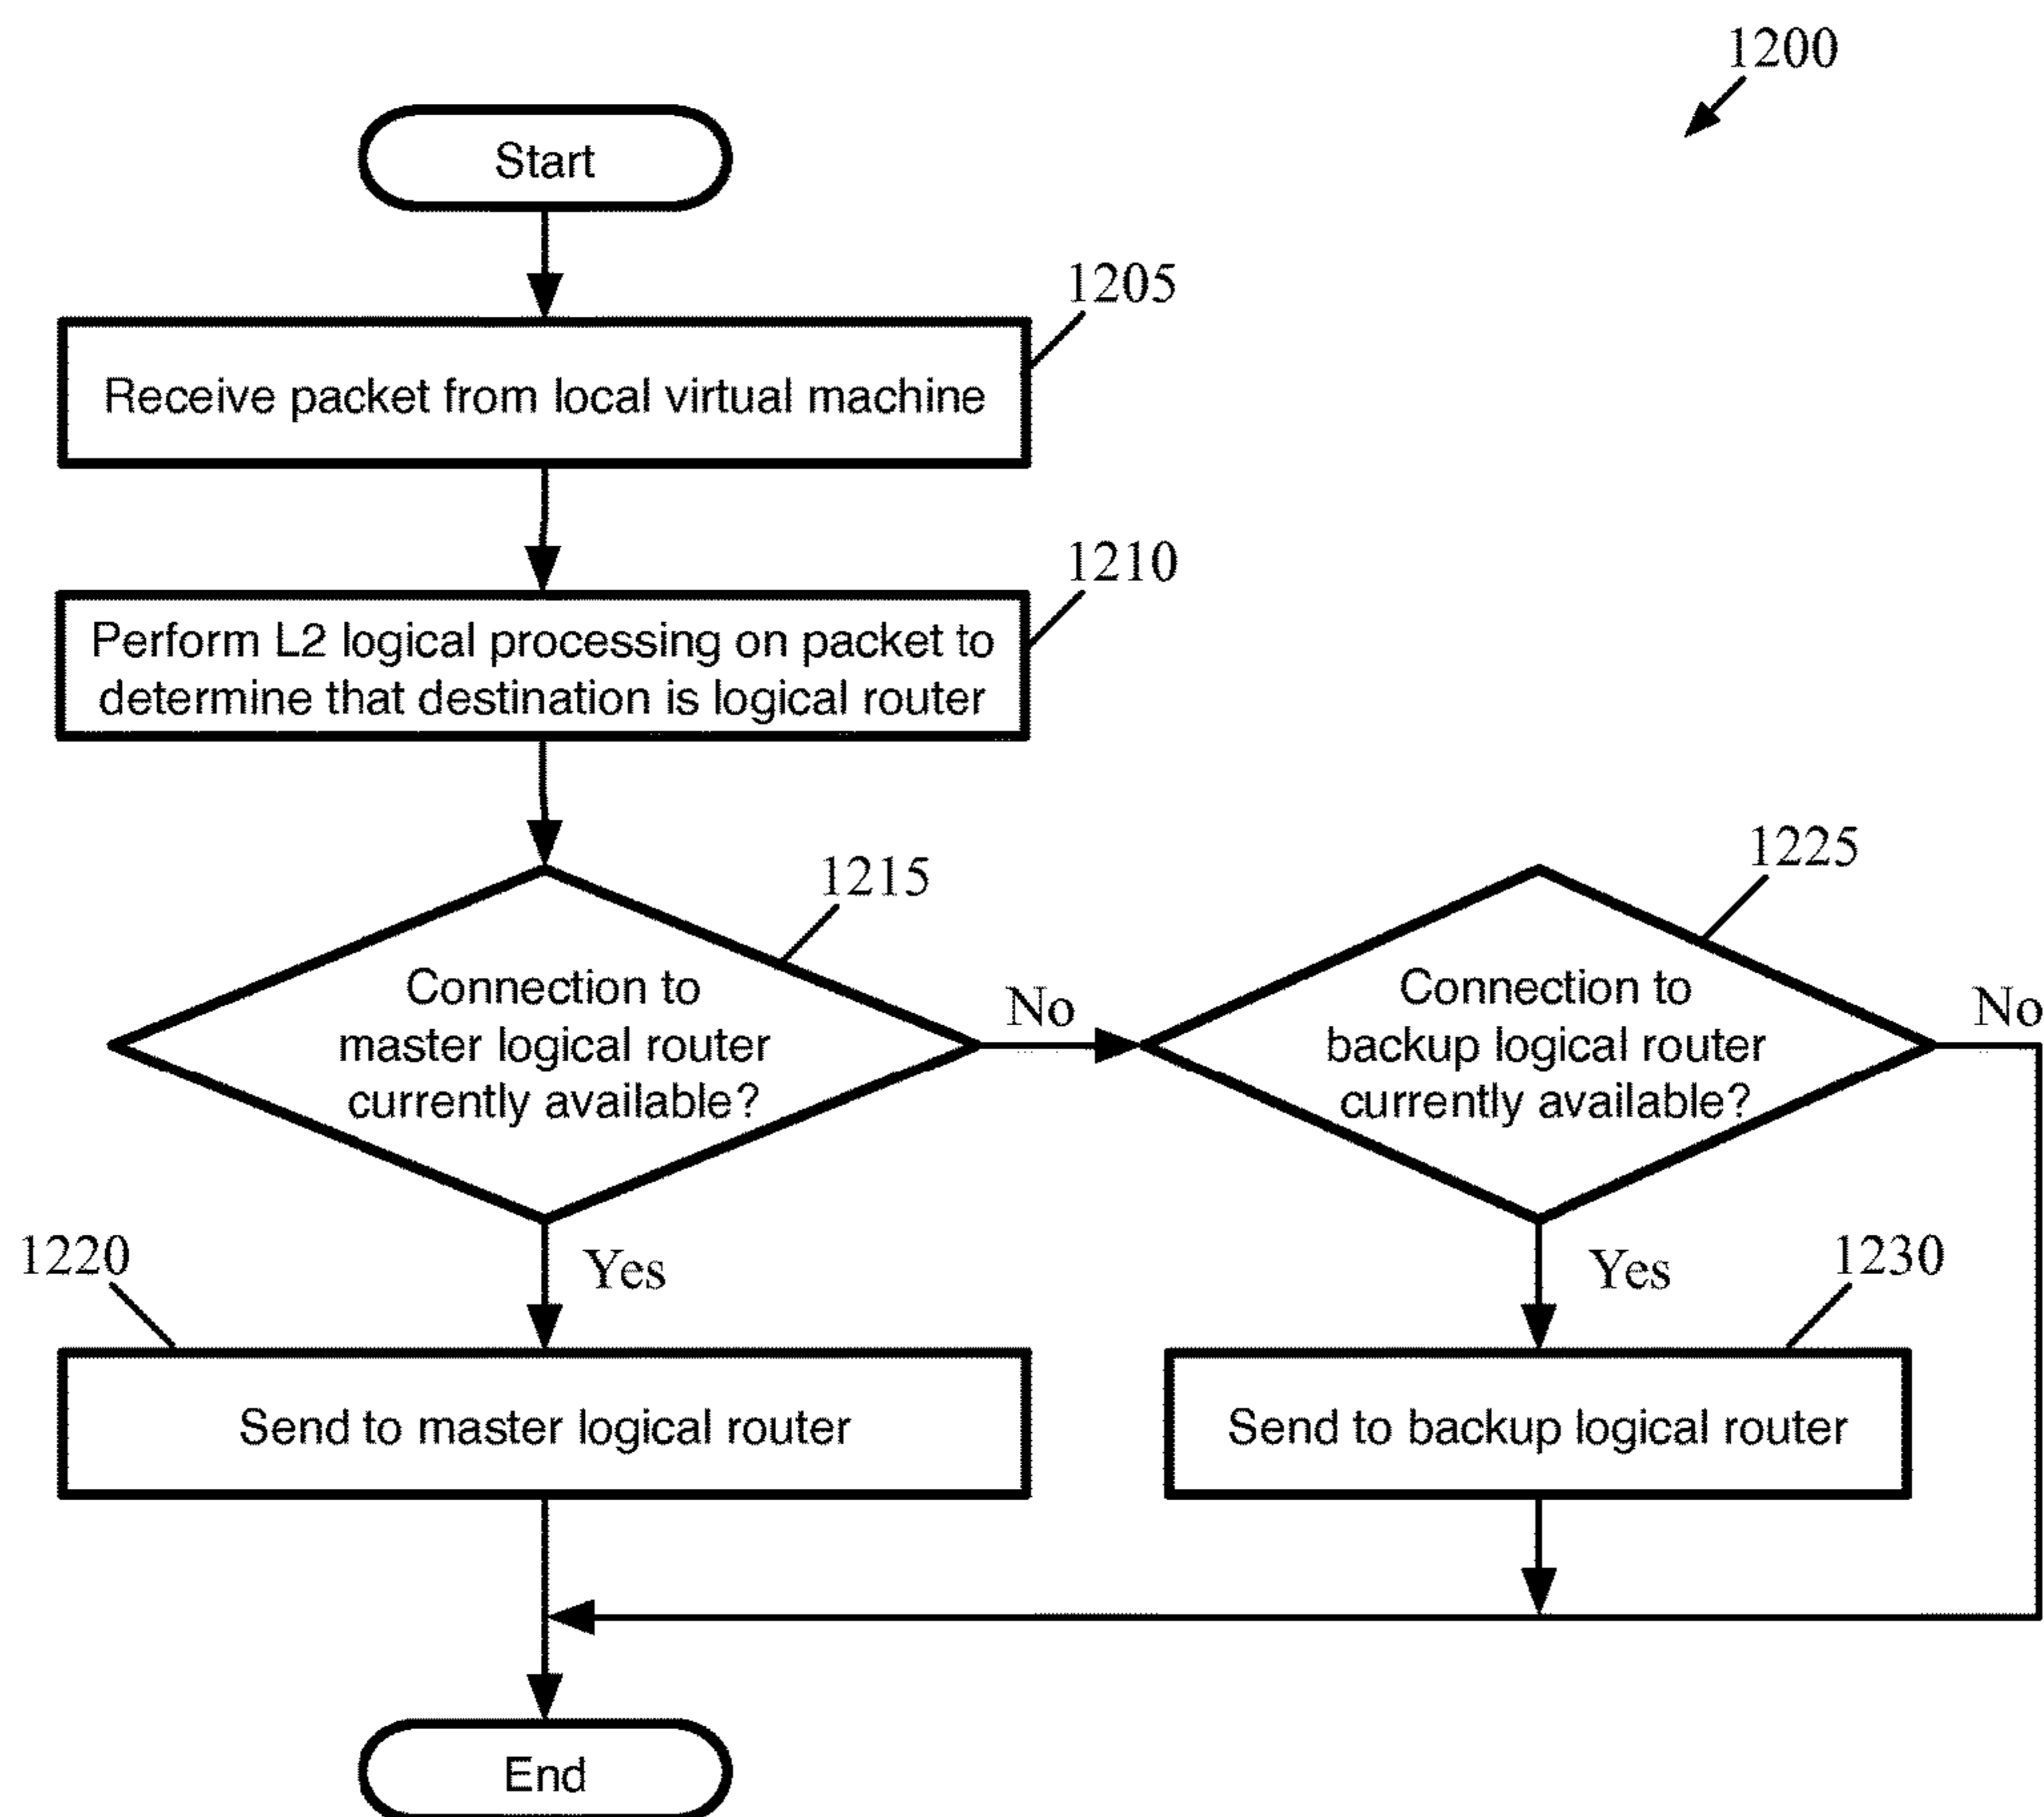 1200
Start
1205
Receive packet from local virtual machine
1210
Perform L2 logical processing on packet to
determine that destination is logical router
1215
Connection to
master logical router
currently available?
No
1225
Connection to
backup logical router
currently available?
No
1220
Yes
Send to master logical router
Yes
1230
Send to backup logical router
End